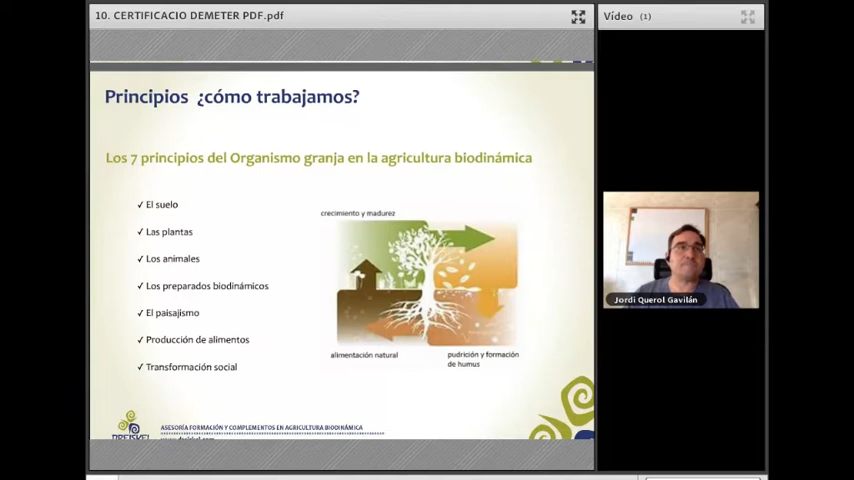 10. CERTIFICACIO DEMETER PDF.pdf
Vídeo (1)
Principios ¿cómo trabajamos?
Los 7 principios del Organismo granja en la agricultura biodinámica
✓ El suelo
✓ Las plantas
✓ Los animales
✓ Los preparados biodinámicos
✓ El paisajismo
✓ Producción de alimentos
✓ Transformación social
crecimiento y madurez
alimentación natural
pudrición y formación
de humus
Jordi Querol Gavilán
ASESORÍA FORMACIÓN Y COMPLEMENTOS EN AGRICULTURA BIODINÁMICA